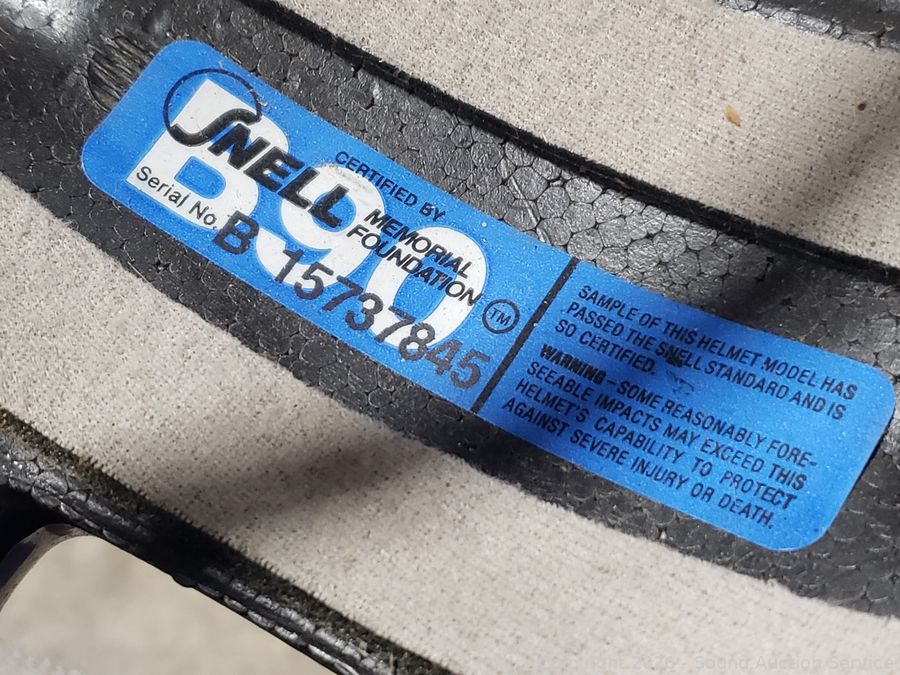 B90
SNELL
CERTIFIED BY
MEMORIAL
FOUNDATION
TM
Serial No.
B 15737845
SAMPLE OF THIS HELMET MODEL HAS
PASSED THE SNELL STANDARD AND IS
SO CERTIFIED.
WARNING – SOME REASONABLY FORE-
SEEABLE IMPACTS MAY EXCEED THIS
HELMET'S CAPABILITY TO PROTECT
AGAINST SEVERE INJURY OR DEATH.
Copyright 2026 - Sound Auction Service